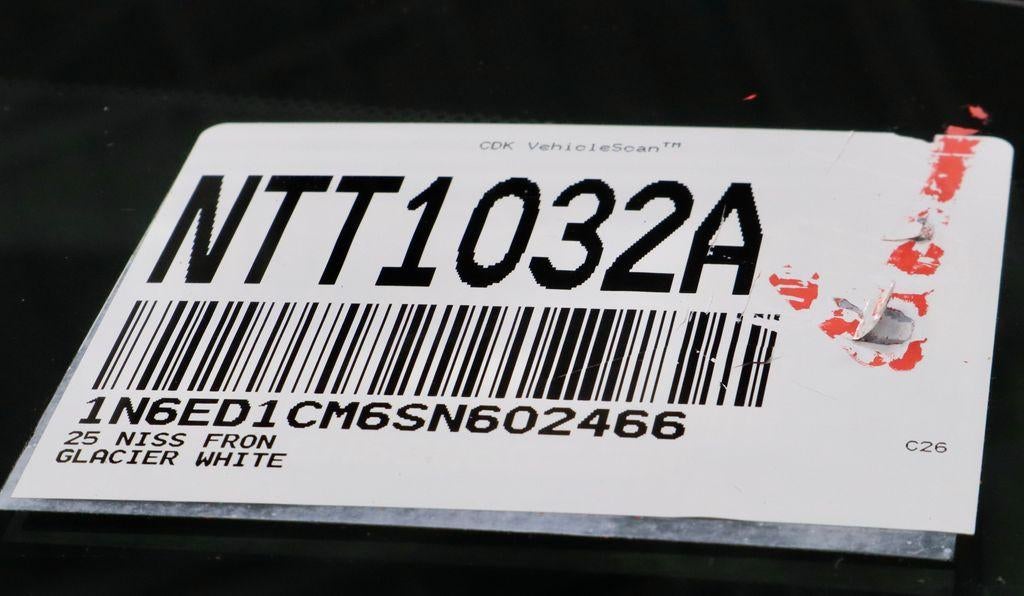 CDK VehicleScan™
NTT1032A
1N6ED1CM6SN602466
25 NISS FRON
GLACIER WHITE
C26